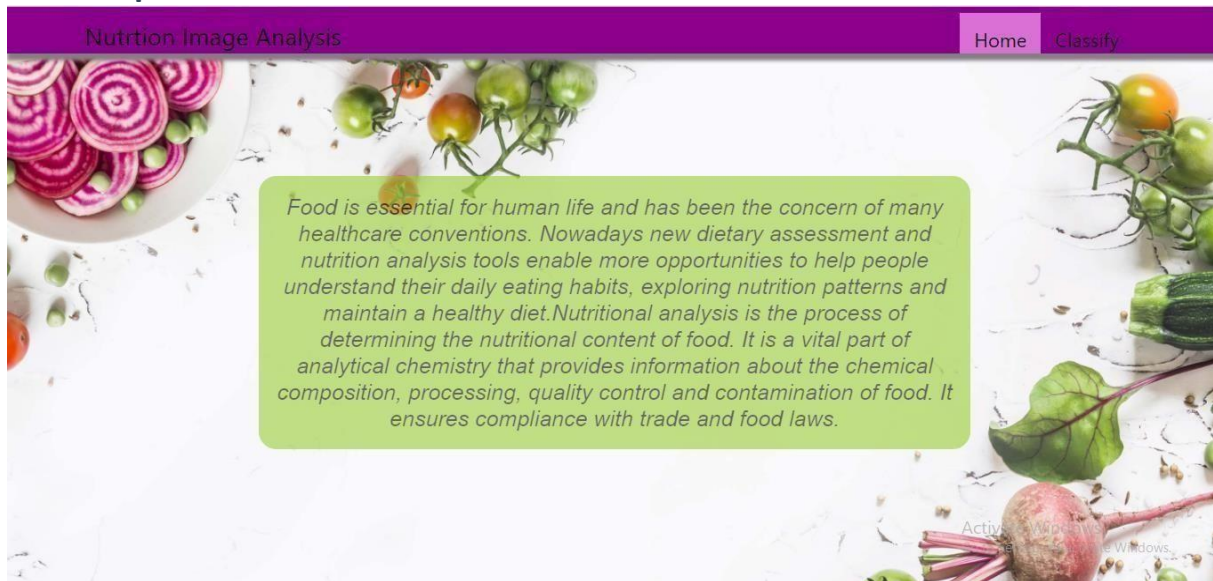 Nutrtion Image Analysis
Home Classify
Food is essential for human life and has been the concern of many
healthcare conventions. Nowadays new dietary assessment and
nutrition analysis tools enable more opportunities to help people
understand their daily eating habits, exploring nutrition patterns and
maintain a healthy diet.Nutritional analysis is the process of
determining the nutritional content of food. It is a vital part of
analytical chemistry that provides information about the chemical
composition, processing, quality control and contamination of food. It
ensures compliance with trade and food laws.
Windows
Windows.